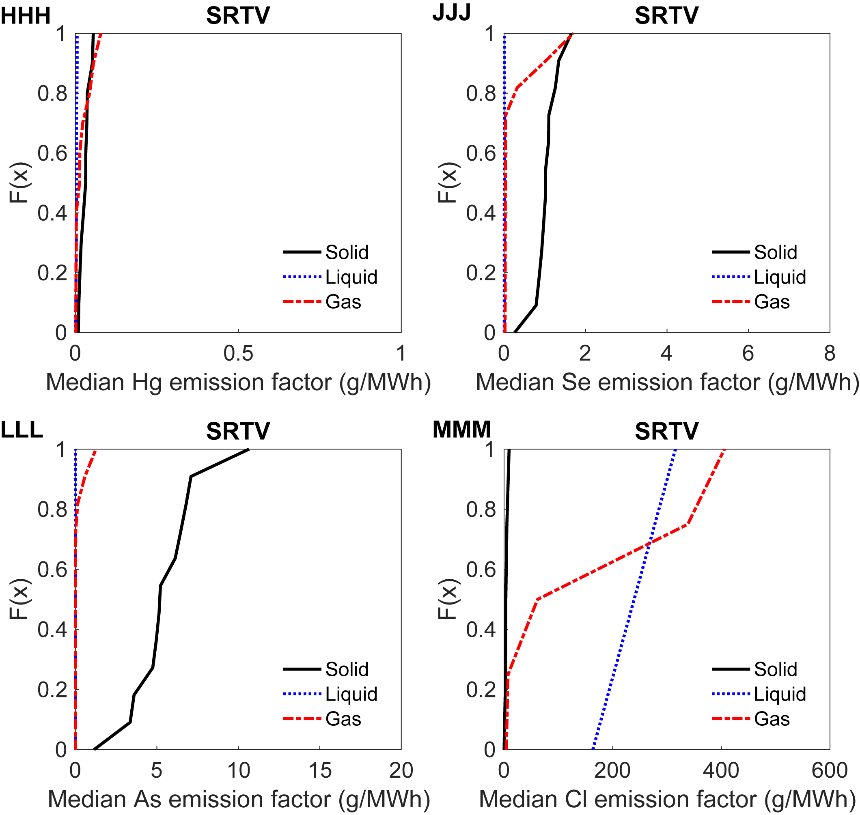 HHH SRTV
1
0.8
0.6
0.4
0.2
0
F(x)
Solid
Liquid
Gas
0 0.5 1
Median Hg emission factor (g/MWh)
JJJ SRTV
1
0.8
0.6
0.4
0.2
0
F(x)
Solid
Liquid
Gas
0 2 4 6 8
Median Se emission factor (g/MWh)
LLL SRTV
1
0.8
0.6
0.4
0.2
0
F(x)
Solid
Liquid
Gas
0 5 10 15 20
Median As emission factor (g/MWh)
MMM SRTV
1
0.8
0.6
0.4
0.2
0
F(x)
Solid
Liquid
Gas
0 200 400 600
Median Cl emission factor (g/MWh)